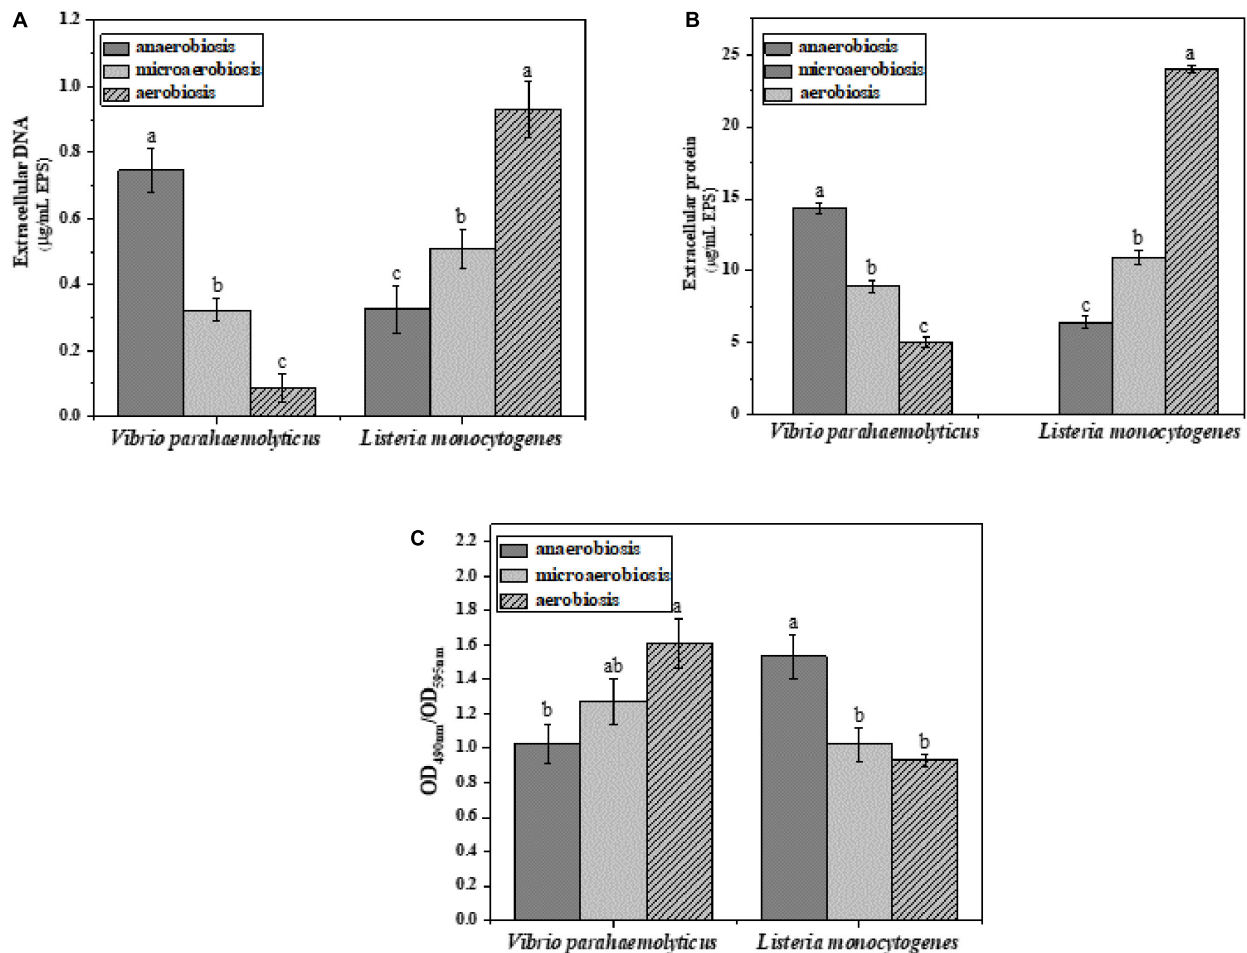 A
1.2
1.0
0.8
0.6
0.4
0.2
0.0
Extracellular DNA
(µg/mL EPS)
anaerobiosis
microaerobiosis
aerobiosis
a
b
c
c
b
a
Vibrio parahaemolyticus
Listeria monocytogenes
B
25
20
15
10
5
0
Extracellular protein
(µg/mL EPS)
anaerobiosis
microaerobiosis
aerobiosis
a
b
c
c
b
a
Vibrio parahaemolyticus
Listeria monocytogenes
C
2.2
2.0
1.8
1.6
1.4
1.2
1.0
0.8
0.6
0.4
0.2
0.0
OD490nm/OD595nm
anaerobiosis
microaerobiosis
aerobiosis
b
ab
a
a
b
b
Vibrio parahaemolyticus
Listeria monocytogenes